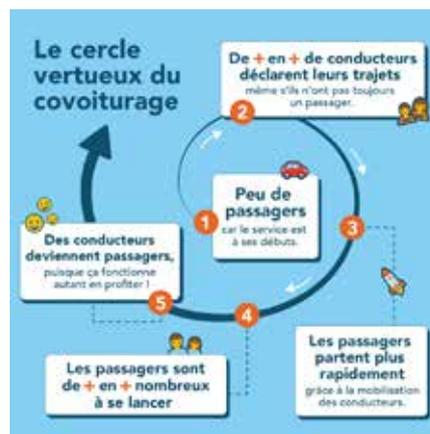 Le cercle
vertueux du
covoiturage
1
Peu de
passagers
car le service est
à ses débuts.
2
De + en + de conducteurs
déclarent leurs trajets
même s'ils n'ont pas toujours
un passager.
3
Les passagers
partent plus
rapidement
grâce à la mobilisation
des conducteurs.
4
Les passagers sont
de + en + nombreux
à se lancer
5
Des conducteurs
deviennent passagers,
puisque ça fonctionne
autant en profiter !